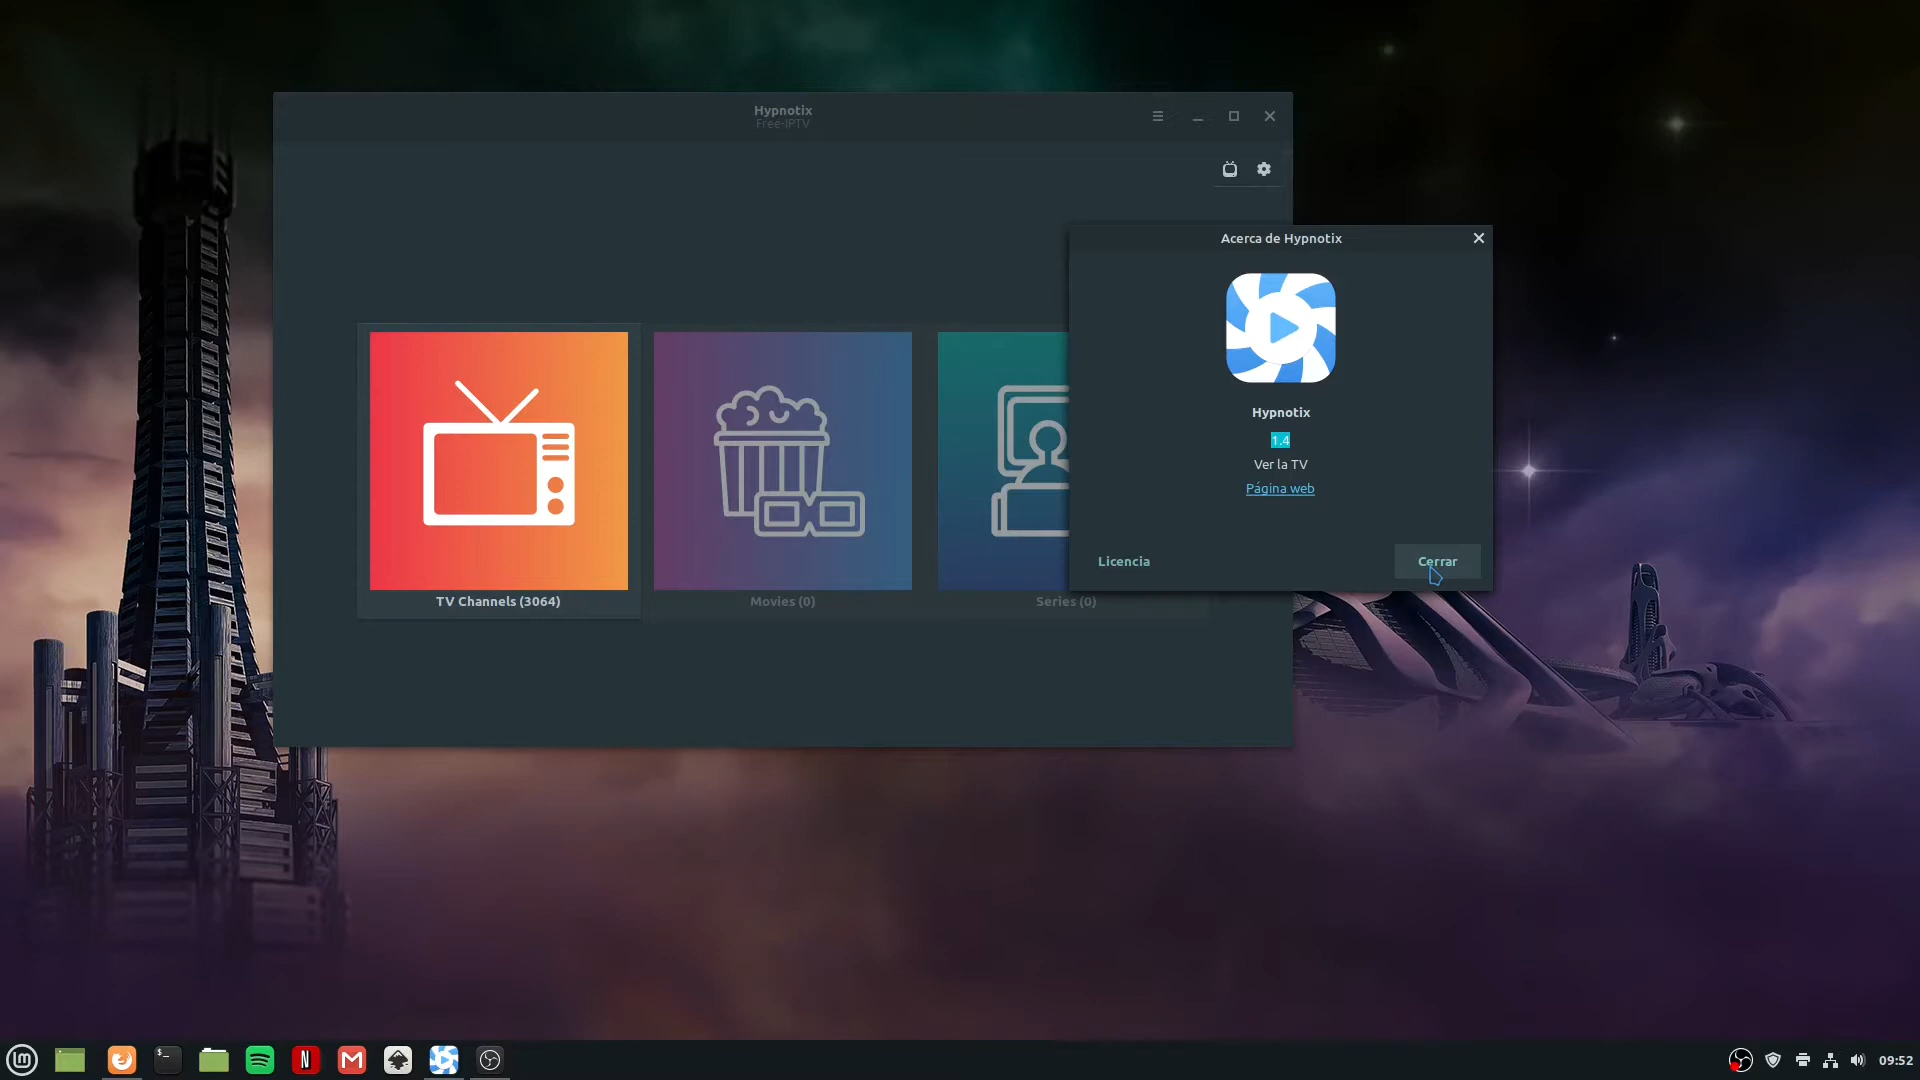 Hypnotix
Free-IPTV
Acerca de Hypnotix
Hypnotix
1.4
Ver la TV
Página web
Licencia
Cerrar
TV Channels (3064)
Movies (0)
Series (0)
09:52